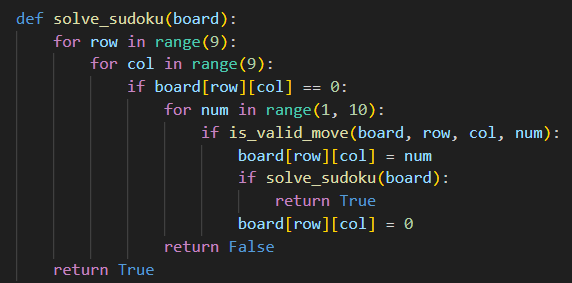 def solve_sudoku(board):
    for row in range(9):
        for col in range(9):
            if board[row][col] == 0:
                for num in range(1, 10):
                    if is_valid_move(board, row, col, num):
                        board[row][col] = num
                        if solve_sudoku(board):
                            return True
                        board[row][col] = 0
                return False
    return True